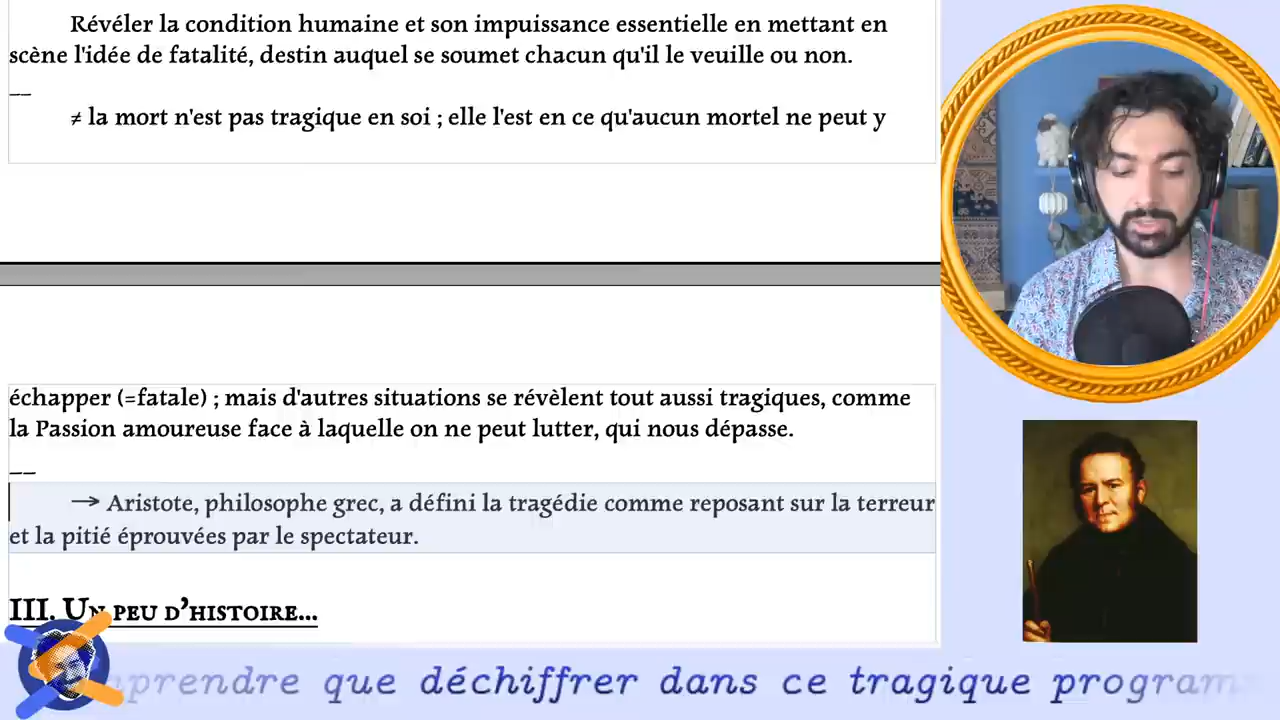 Révéler la condition humaine et son impuissance essentielle en mettant en
scène l'idée de fatalité, destin auquel se soumet chacun qu'il le veuille ou non.
—
≠ la mort n'est pas tragique en soi ; elle l'est en ce qu'aucun mortel ne peut y
échapper (=fatale) ; mais d'autres situations se révèlent tout aussi tragiques, comme
la Passion amoureuse face à laquelle on ne peut lutter, qui nous dépasse.
—
→ Aristote, philosophe grec, a défini la tragédie comme reposant sur la terreur
et la pitié éprouvées par le spectateur.
III. Un peu d’histoire...
prendre que déchiffrer dans ce tragique program